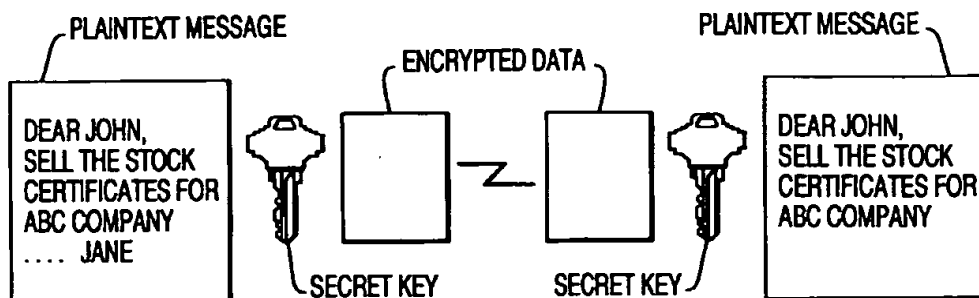 PLAINTEXT MESSAGE
PLAINTEXT MESSAGE
ENCRYPTED DATA
DEAR JOHN,
SELL THE STOCK
CERTIFICATES FOR
ABC COMPANY
.... JANE
DEAR JOHN,
SELL THE STOCK
CERTIFICATES FOR
ABC COMPANY
SECRET KEY
SECRET KEY